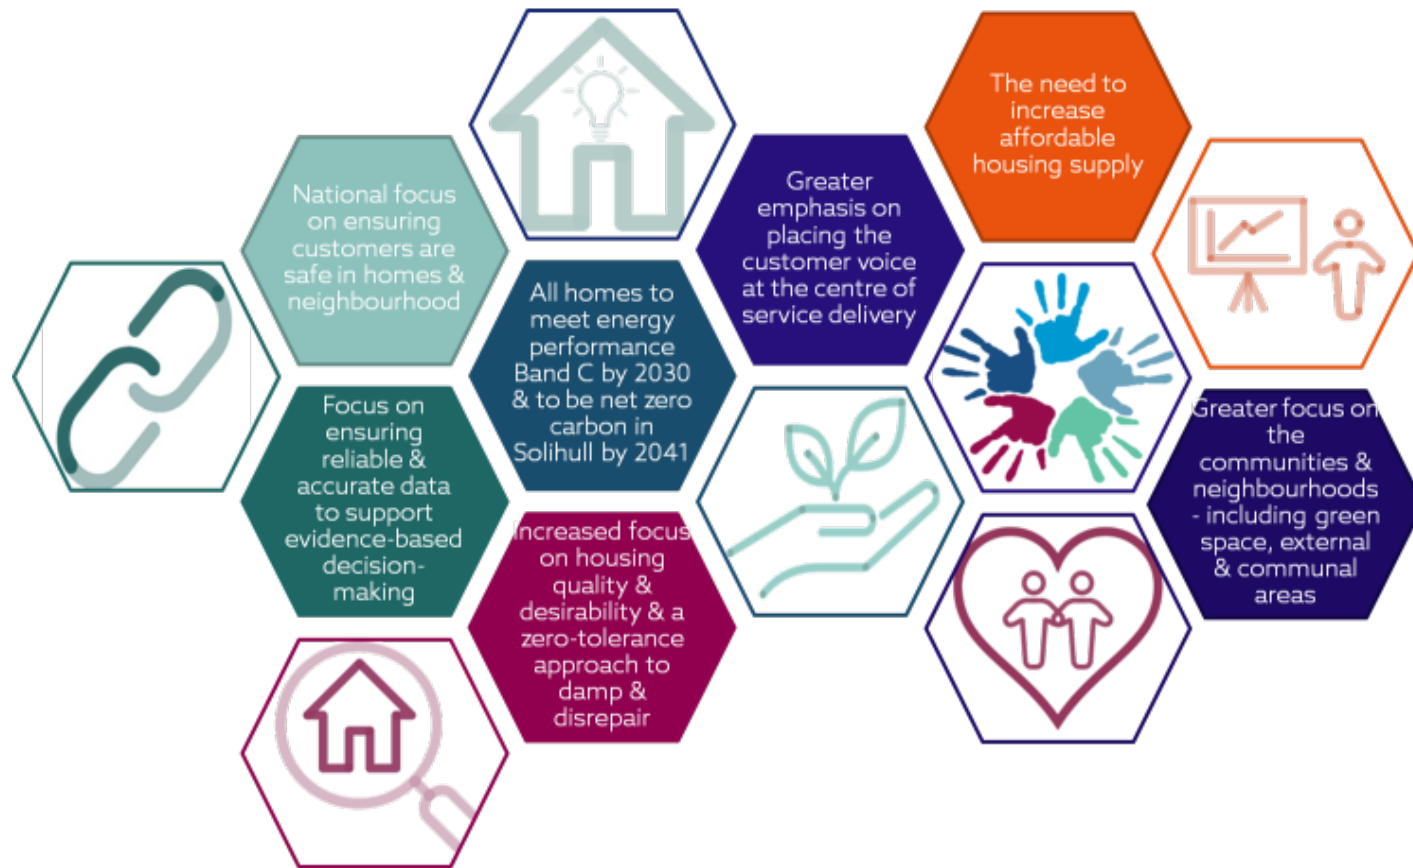 National focus
on ensuring
customers are
safe in homes &
neighbourhood
Focus on
ensuring
reliable &
accurate data
to support
evidence-based
decision-
making
All homes to
meet energy
performance
Band C by 2030
& to be net zero
carbon in
Solihull by 2041
Increased focus
on housing
quality &
desirability & a
zero-tolerance
approach to
damp &
disrepair
Greater
emphasis on
placing the
customer voice
at the centre of
service delivery
The need to
increase
affordable
housing supply
Greater focus on
the
communities &
neighbourhoods
- including green
space, external
& communal
areas